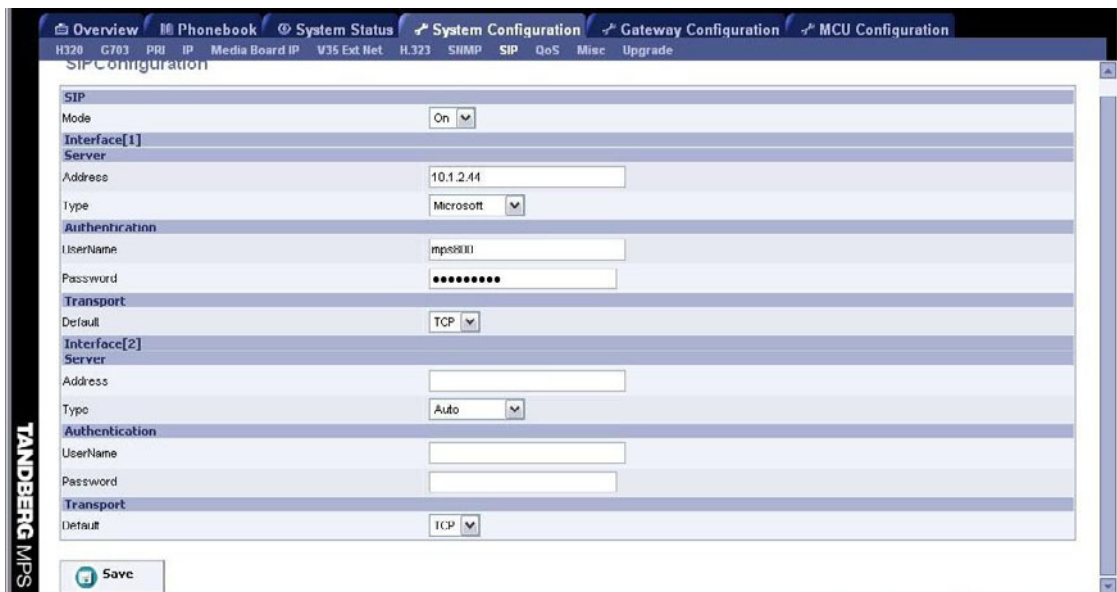 Overview Phonebook System Status System Configuration Gateway Configuration MCU Configuration
H320 G703 PRI IP Media Board IP V35 Ext Net H.323 SNMP SIP QoS Misc Upgrade
SIPConfiguration
SIP
Mode On
Interface[1]
Server
Address 10.1.2.44
Type Microsoft
Authentication
UserName mps800
Password •••••••••
Transport
Default TCP
Interface[2]
Server
Address
Type Auto
Authentication
UserName
Password
Transport
Default TCP
Save
TANDBERG MPS